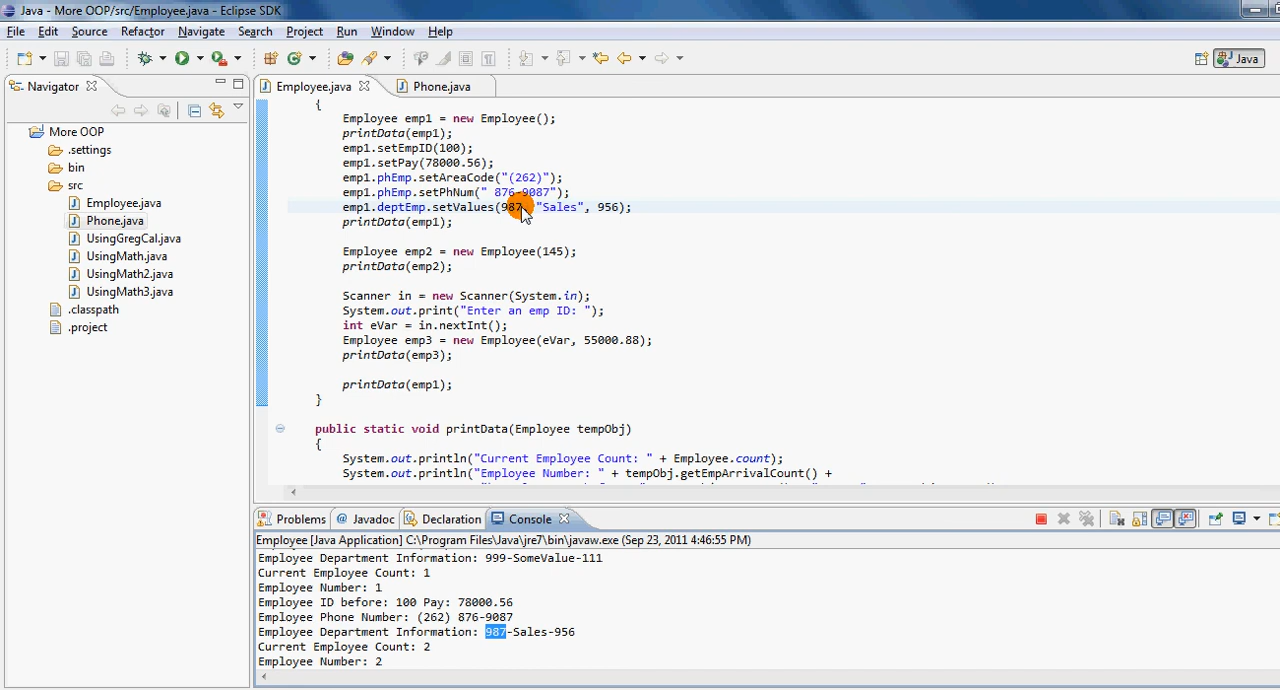 Java - More OOP/src/Employee.java - Eclipse SDK
File Edit Source Refactor Navigate Search Project Run Window Help
Java
Navigator
Employee.java Phone.java
More OOP
.settings
bin
src
Employee.java
Phone.java
UsingGregCal.java
UsingMath.java
UsingMath2.java
UsingMath3.java
.classpath
.project
{
Employee emp1 = new Employee();
printData(emp1);
emp1.setEmpID(100);
emp1.setPay(78000.56);
emp1.phEmp.setAreaCode("(262)");
emp1.phEmp.setPhNum(" 876-9087");
emp1.deptEmp.setValues(987, "Sales", 956);
printData(emp1);
Employee emp2 = new Employee(145);
printData(emp2);
Scanner in = new Scanner(System.in);
System.out.print("Enter an emp ID: ");
int eVar = in.nextInt();
Employee emp3 = new Employee(eVar, 55000.88);
printData(emp3);
printData(emp1);
}
public static void printData(Employee tempObj)
{
System.out.println("Current Employee Count: " + Employee.count);
System.out.println("Employee Number: " + tempObj.getEmpArrivalCount() +
Problems Javadoc Declaration Console
Employee [Java Application] C:\Program Files\Java\jre7\bin\javaw.exe (Sep 23, 2011 4:46:55 PM)
Employee Department Information: 999-SomeValue-111
Current Employee Count: 1
Employee Number: 1
Employee ID before: 100 Pay: 78000.56
Employee Phone Number: (262) 876-9087
Employee Department Information: 987-Sales-956
Current Employee Count: 2
Employee Number: 2